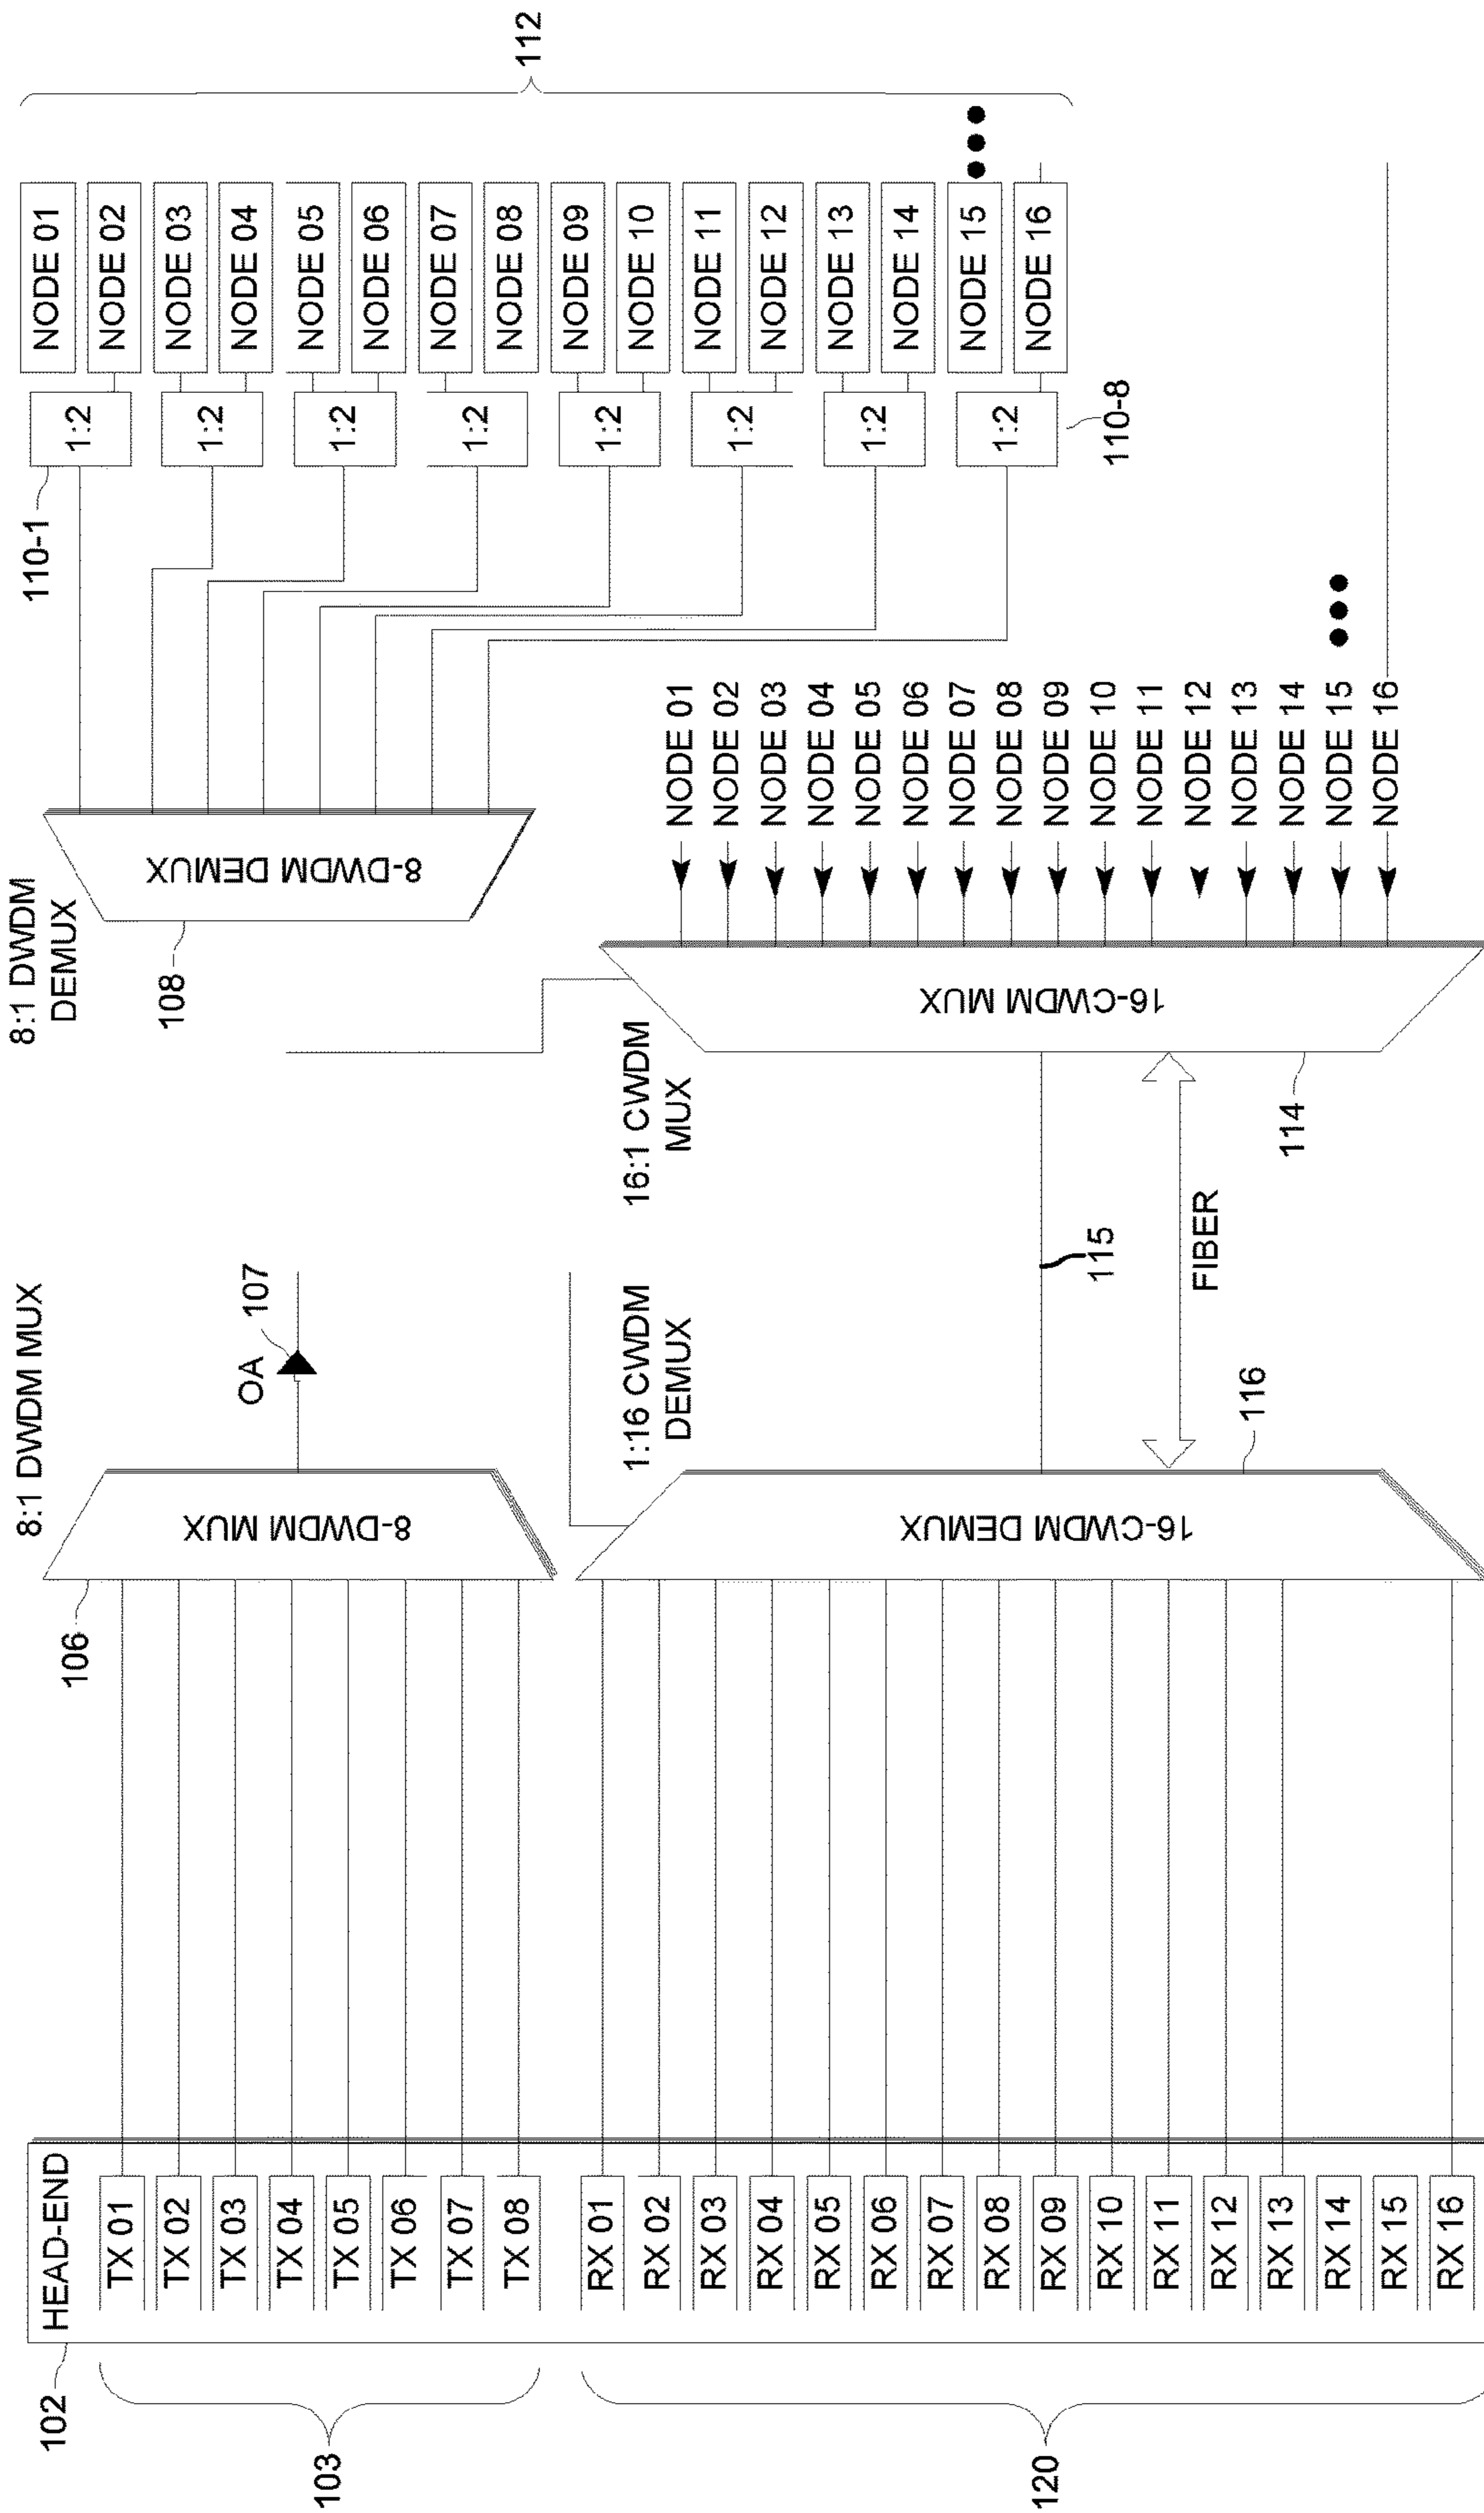 102
HEAD-END
103
TX 01
TX 02
TX 03
TX 04
TX 05
TX 06
TX 07
TX 08
120
RX 01
RX 02
RX 03
RX 04
RX 05
RX 06
RX 07
RX 08
RX 09
RX 10
RX 11
RX 12
RX 13
RX 14
RX 15
RX 16
8:1 DWDM MUX
106
8-DWDM MUX
OA
107
1:16 CWDM
DEMUX
16-CWDM DEMUX
116
115
FIBER
8:1 DWDM
DEMUX
108
8-DWDM DEMUX
16:1 CWDM
MUX
16-CWDM MUX
114
NODE 01
NODE 02
NODE 03
NODE 04
NODE 05
NODE 06
NODE 07
NODE 08
NODE 09
NODE 10
NODE 11
NODE 12
NODE 13
NODE 14
NODE 15
NODE 16
110-1
1:2
1:2
1:2
1:2
1:2
1:2
1:2
1:2
110-8
NODE 01
NODE 02
NODE 03
NODE 04
NODE 05
NODE 06
NODE 07
NODE 08
NODE 09
NODE 10
NODE 11
NODE 12
NODE 13
NODE 14
NODE 15
NODE 16
112